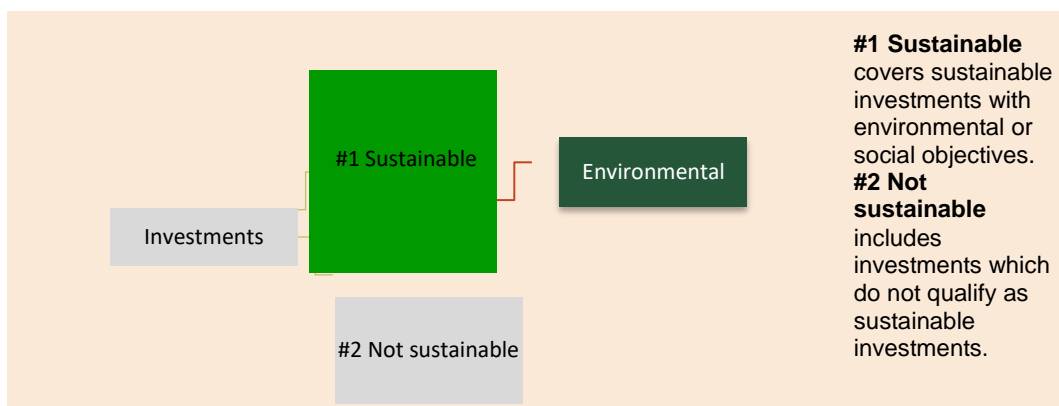 #1 Sustainable
Environmental
Investments
#2 Not sustainable
#1 Sustainable
covers sustainable
investments with
environmental or
social objectives.
#2 Not
sustainable
includes
investments which
do not qualify as
sustainable
investments.